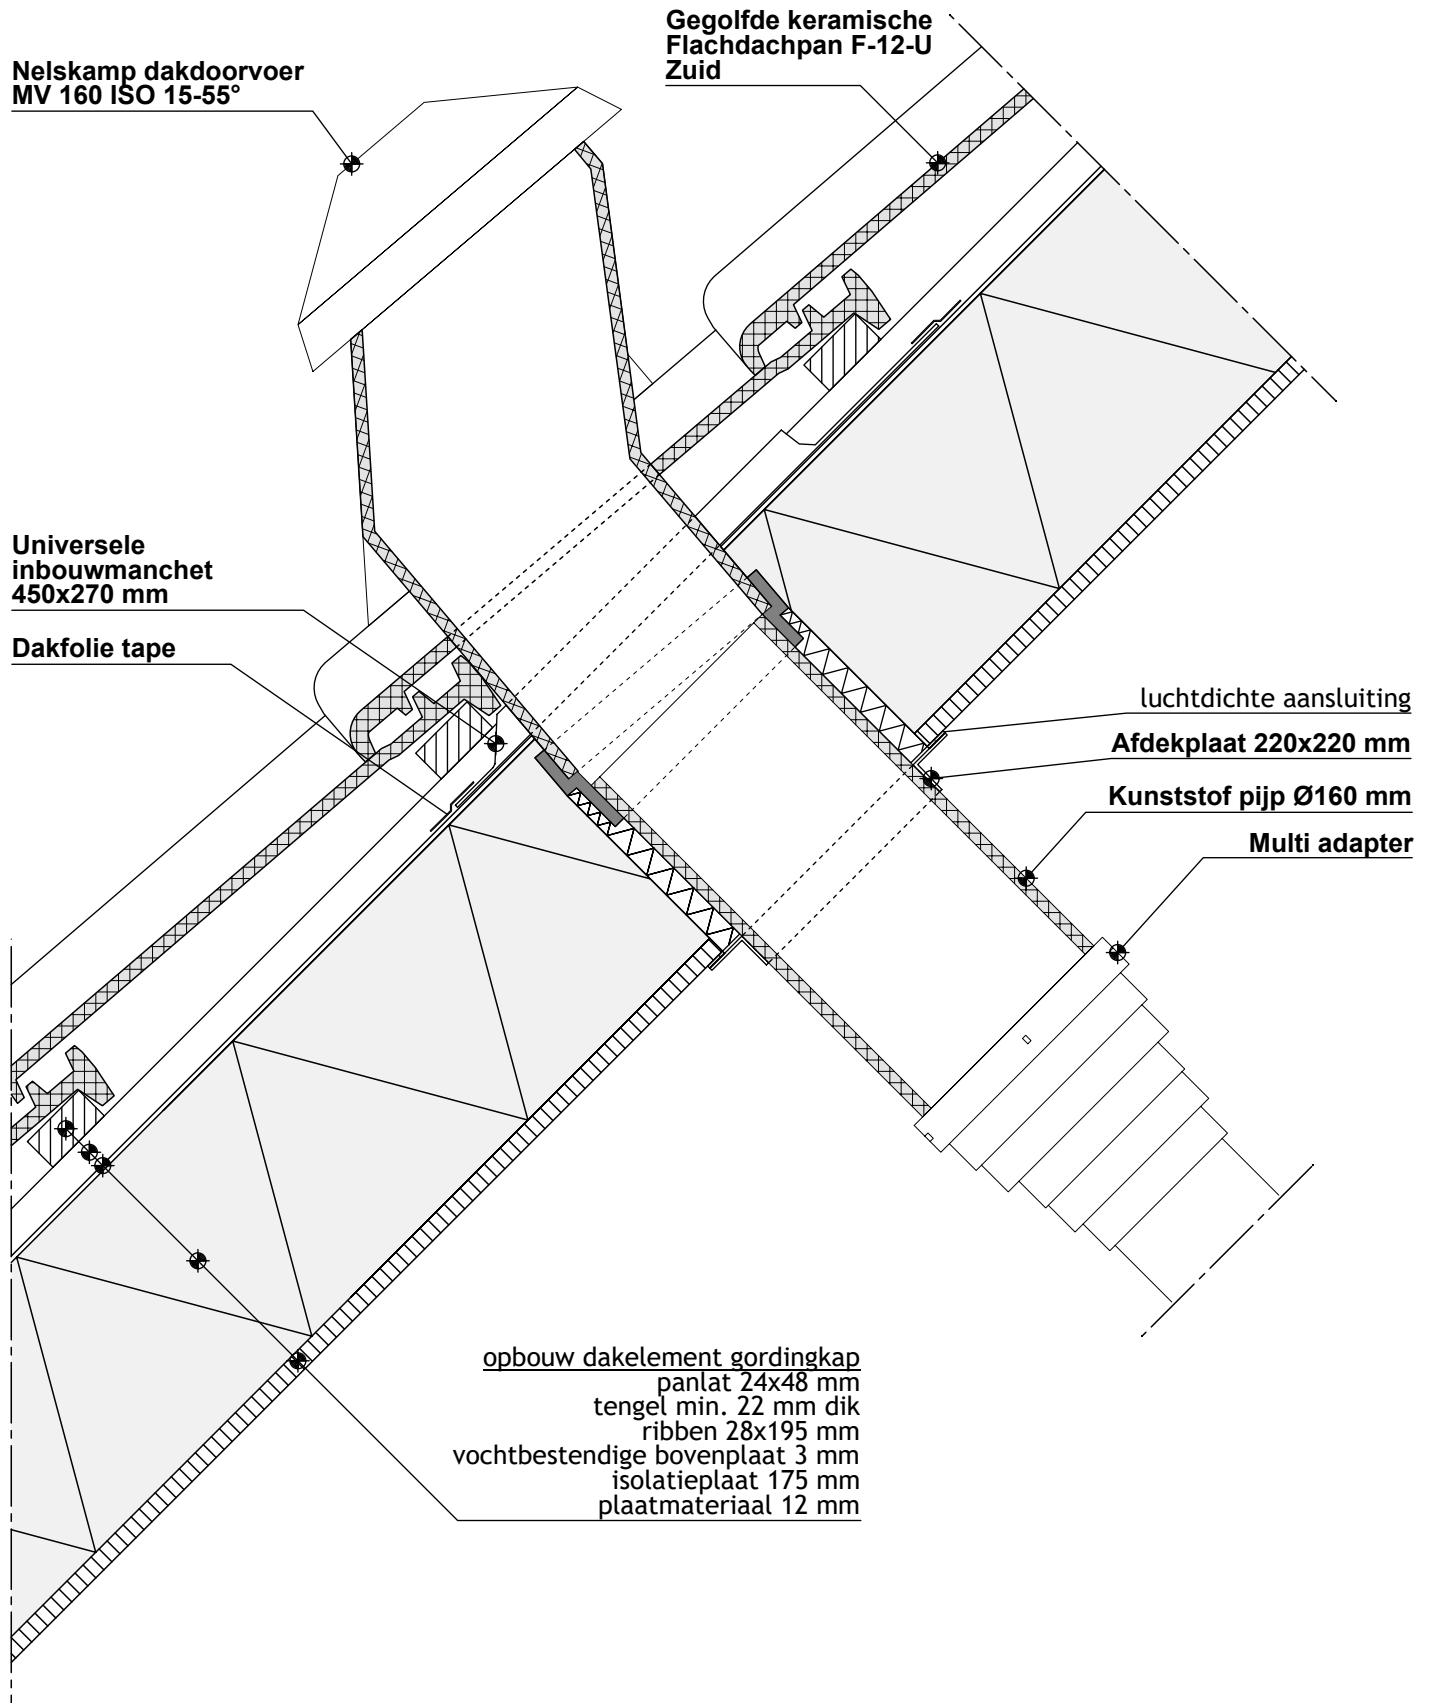 Gegolfde keramische
Flachdachpan F-12-U
Zuid
Nelskamp dakdoorvoer
MV 160 ISO 15-55°
Universele
inbouwmanchet
450x270 mm
Dakfolie tape
luchtdichte aansluiting
Afdekplaat 220x220 mm
Kunststof pijp Ø160 mm
Multi adapter
opbouw dakelement gordingkap
panlat 24x48 mm
tengel min. 22 mm dik
ribben 28x195 mm
vochtbestendige bovenplaat 3 mm
isolatieplaat 175 mm
plaatmateriaal 12 mm